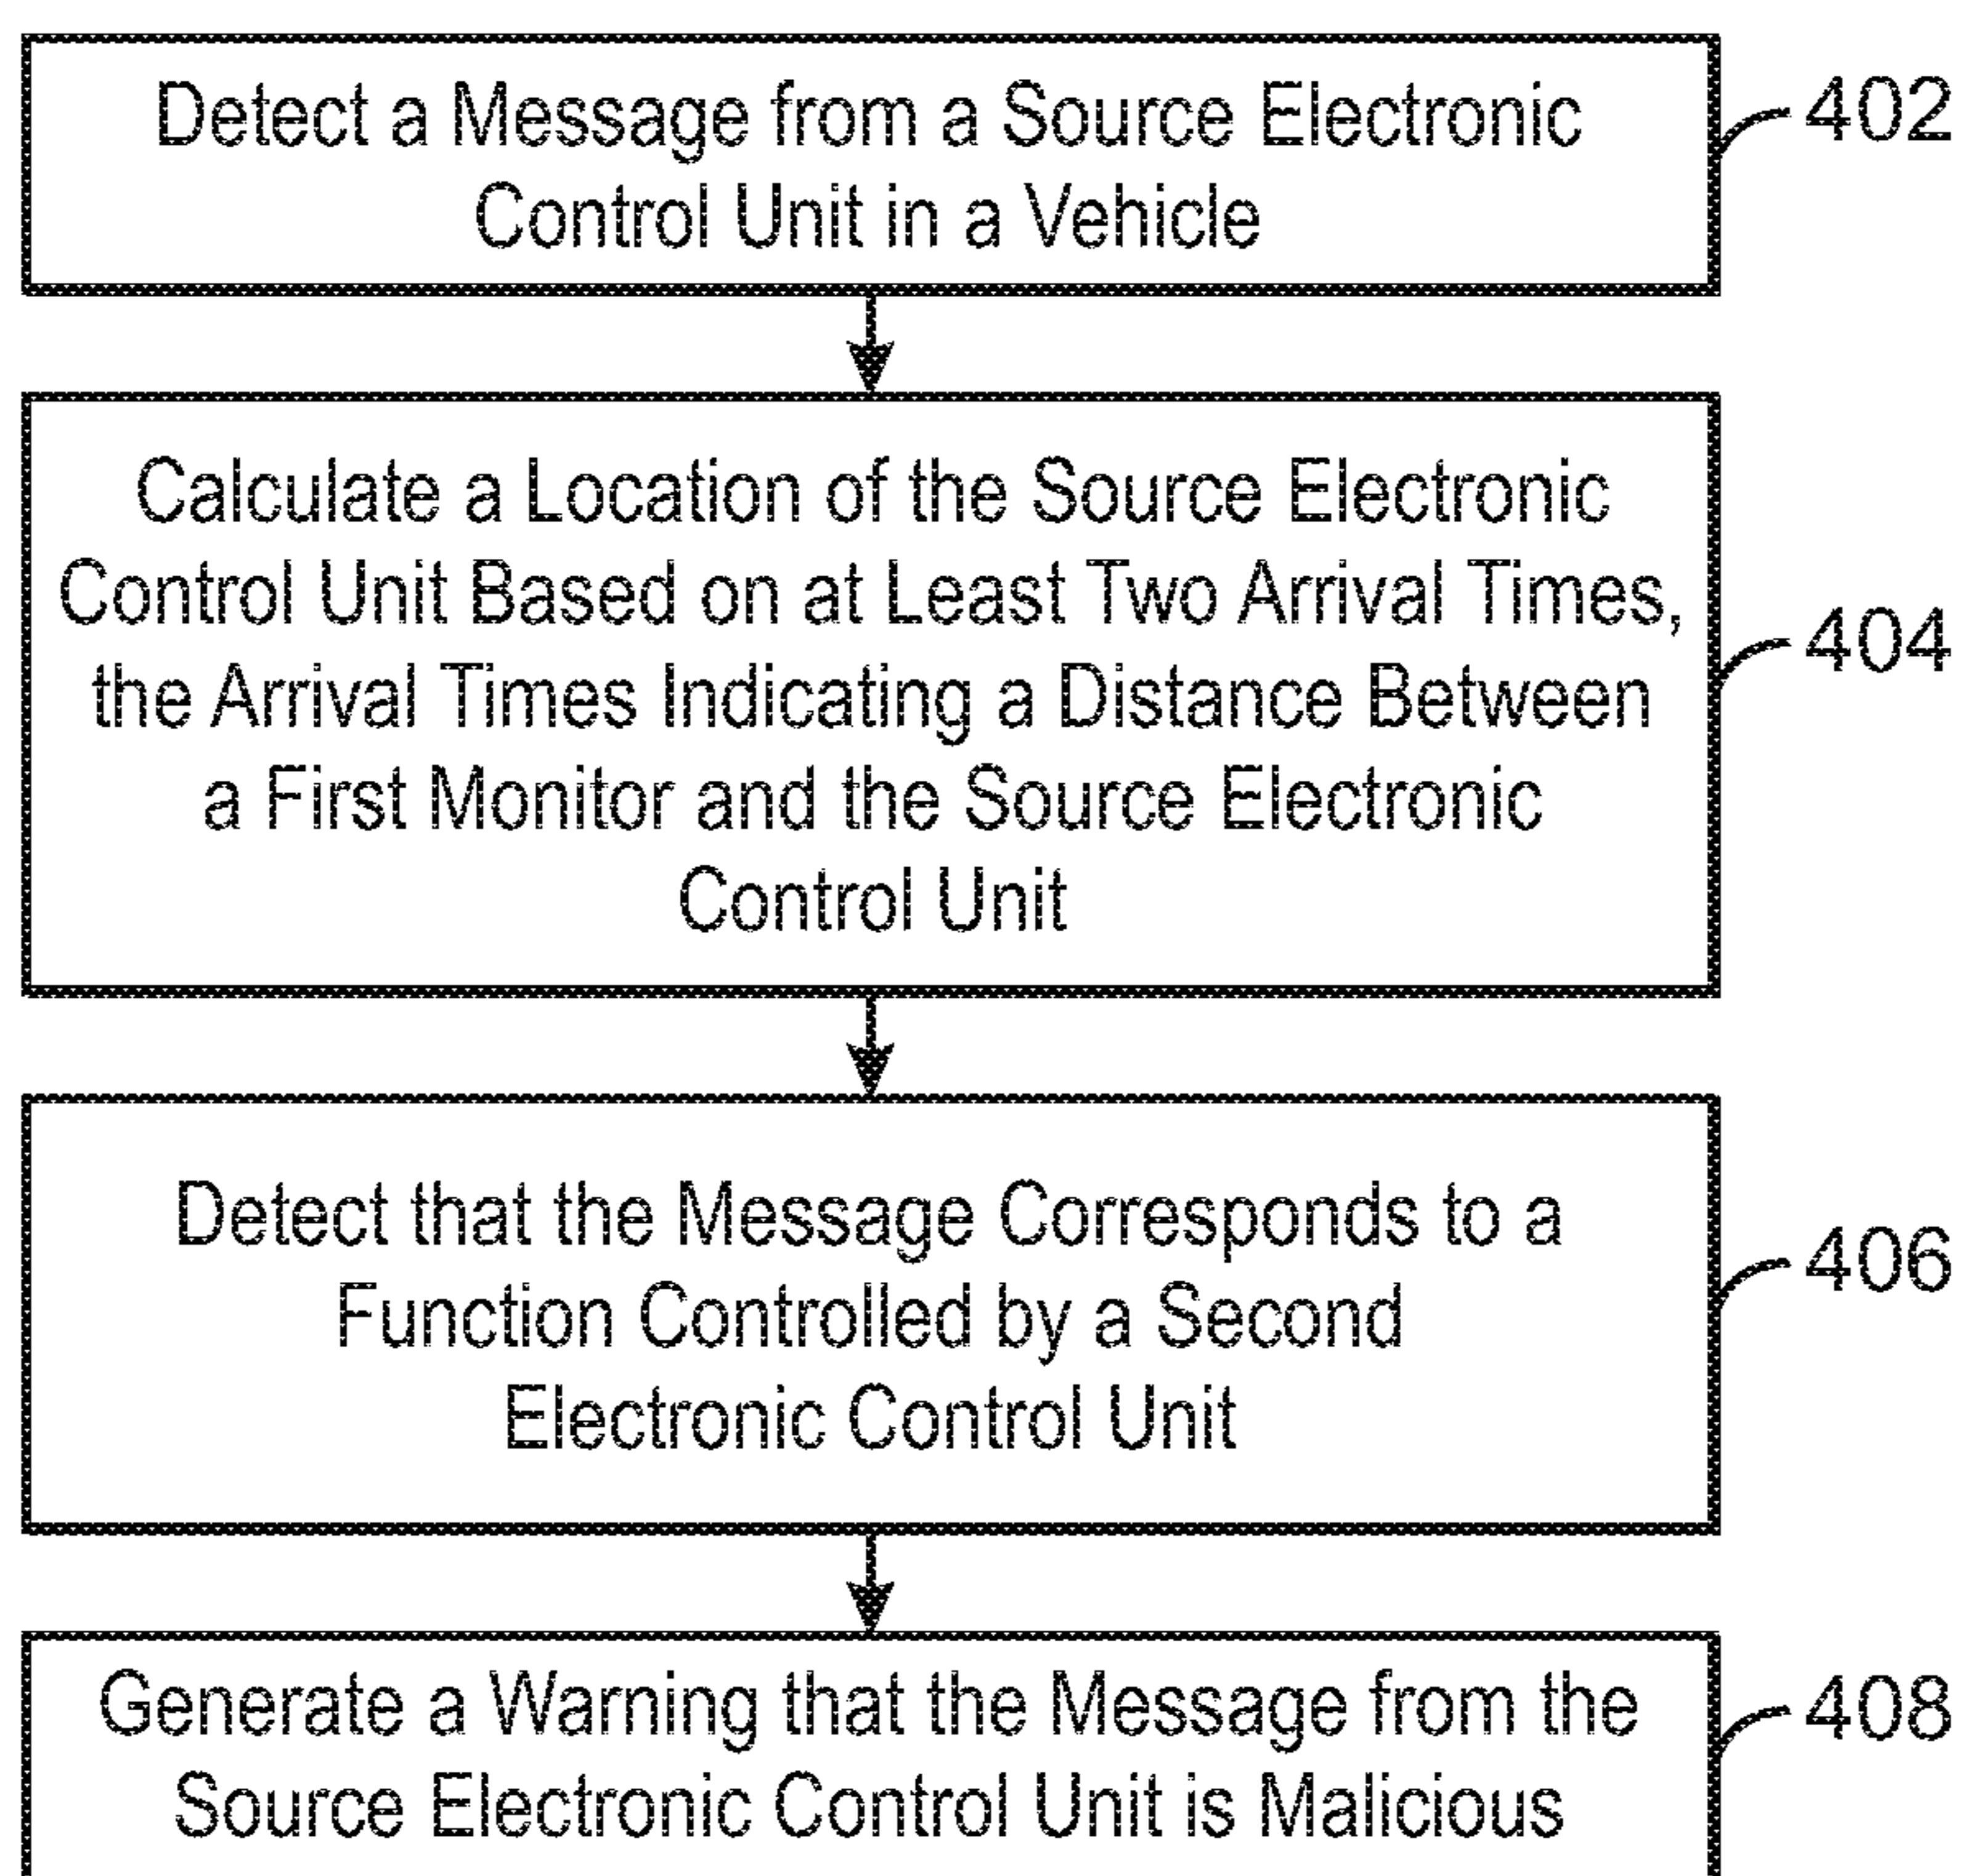 Detect a Message from a Source Electronic
Control Unit in a Vehicle
402
Calculate a Location of the Source Electronic
Control Unit Based on at Least Two Arrival Times,
the Arrival Times Indicating a Distance Between
a First Monitor and the Source Electronic
Control Unit
404
Detect that the Message Corresponds to a
Function Controlled by a Second
Electronic Control Unit
406
Generate a Warning that the Message from the
Source Electronic Control Unit is Malicious
408